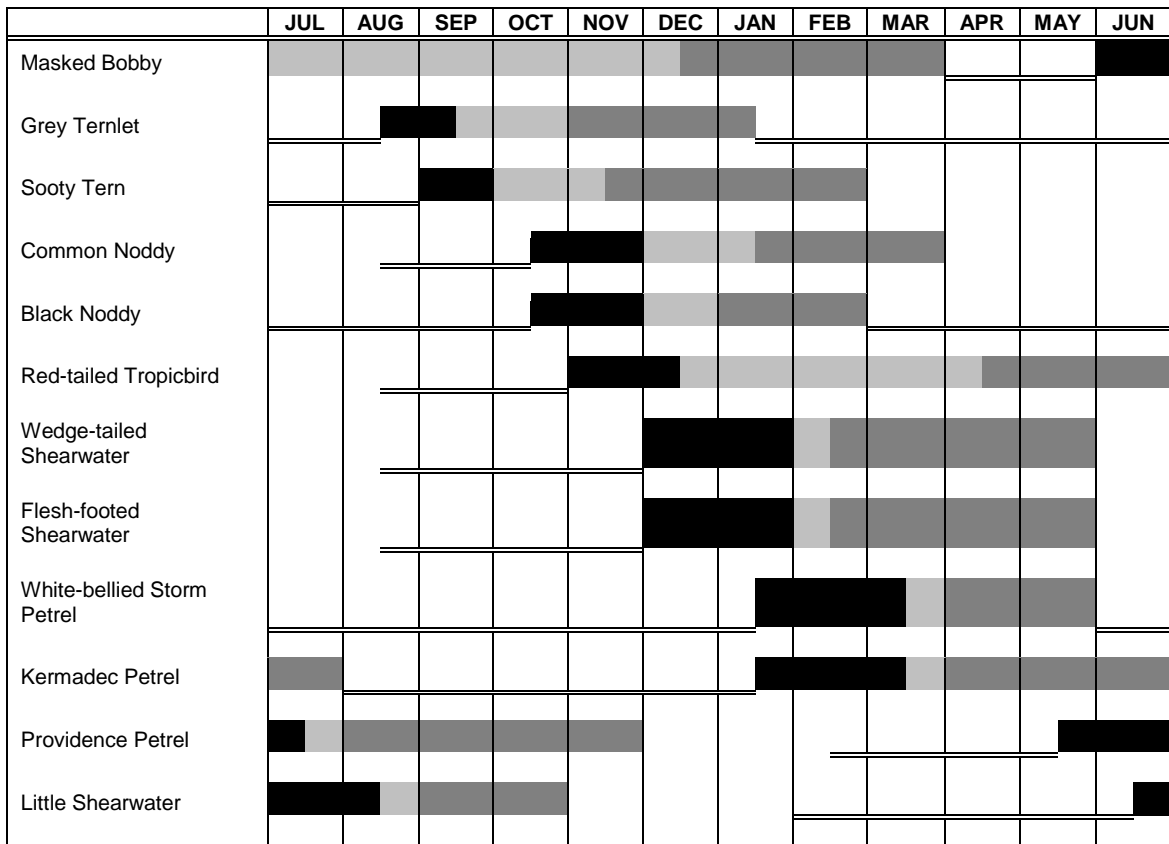 JUL AUG SEP OCT NOV DEC JAN FEB MAR APR MAY JUN
Masked Bobby
Grey Ternlet
Sooty Tern
Common Noddy
Black Noddy
Red-tailed Tropicbird
Wedge-tailed
Shearwater
Flesh-footed
Shearwater
White-bellied Storm
Petrel
Kermadec Petrel
Providence Petrel
Little Shearwater